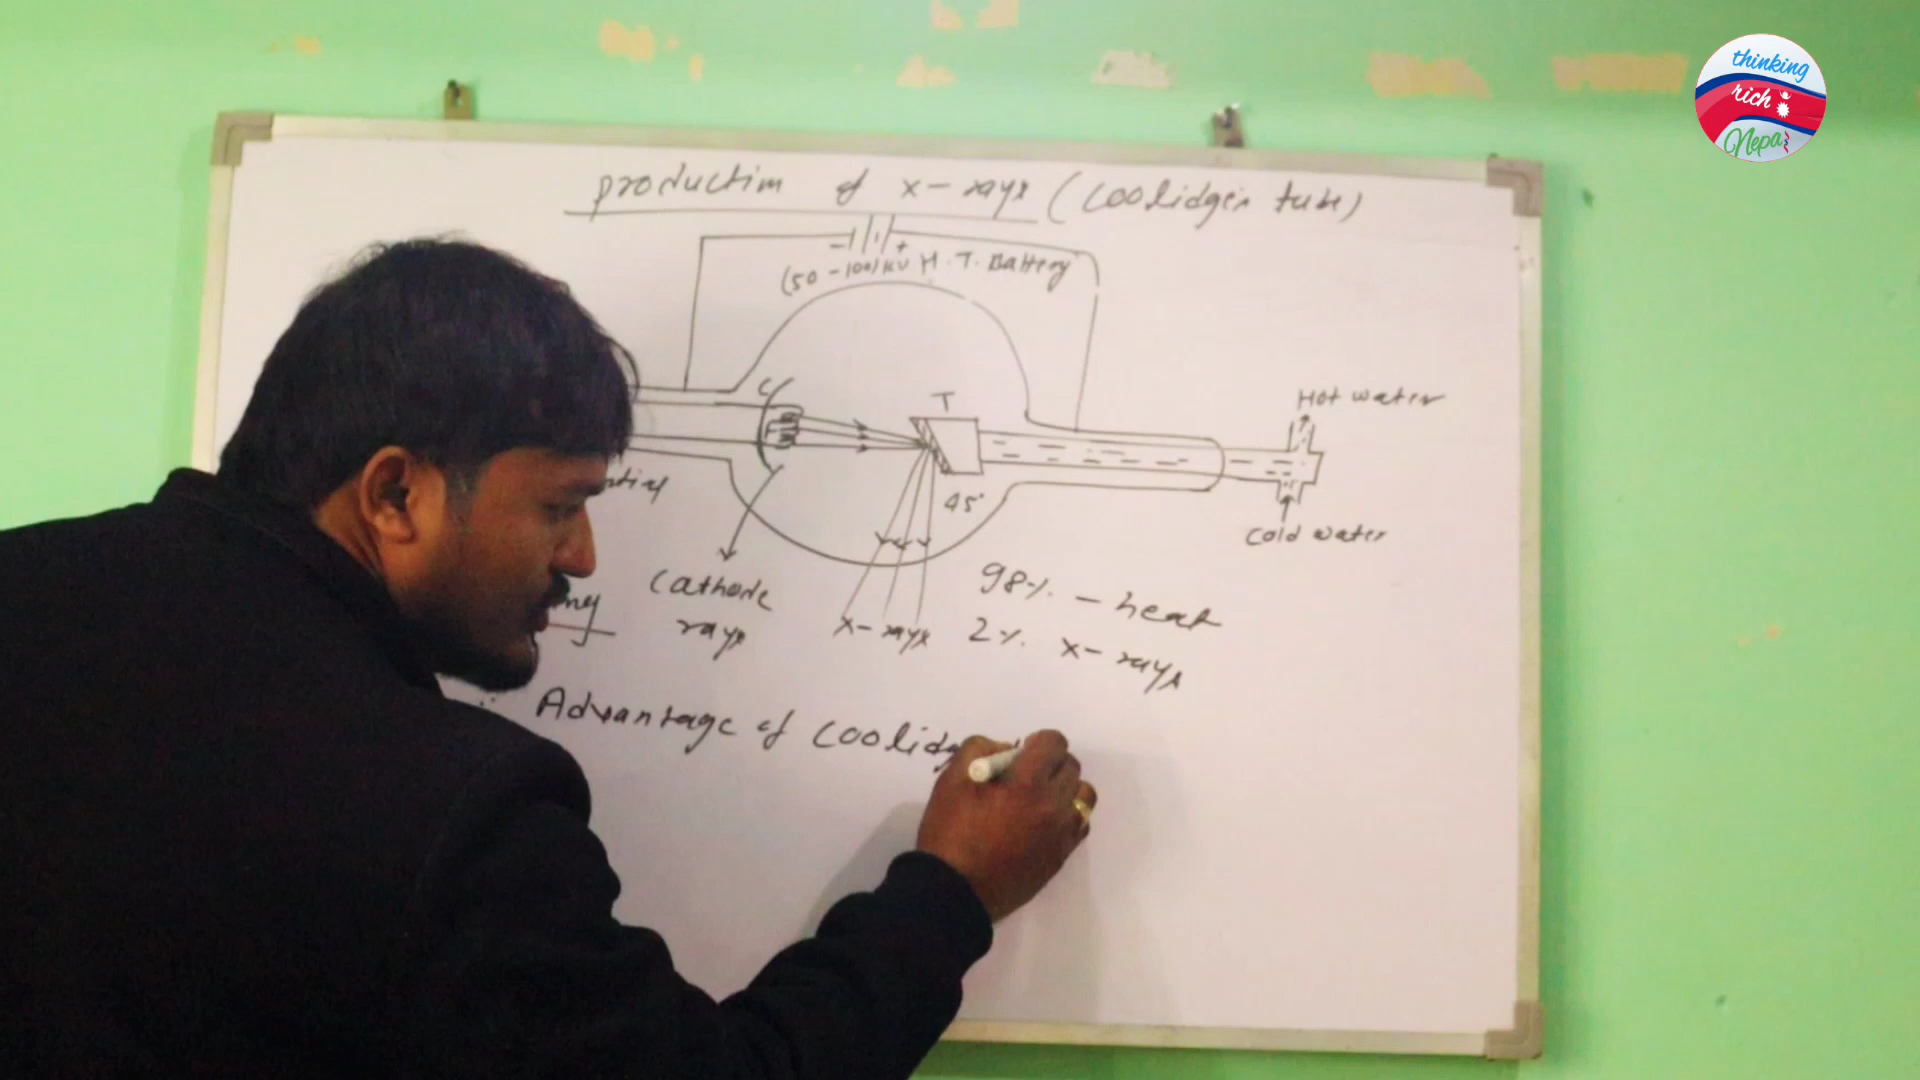 thinking
rich
Nepal
production of x-rays (coolidge's tube)
- +
(50-100)kV H.T. Battery
C
T
Hot water
45°
cold water
98% - heat
cathode
rays
x-rays
2% x-rays
Advantage of coolidge